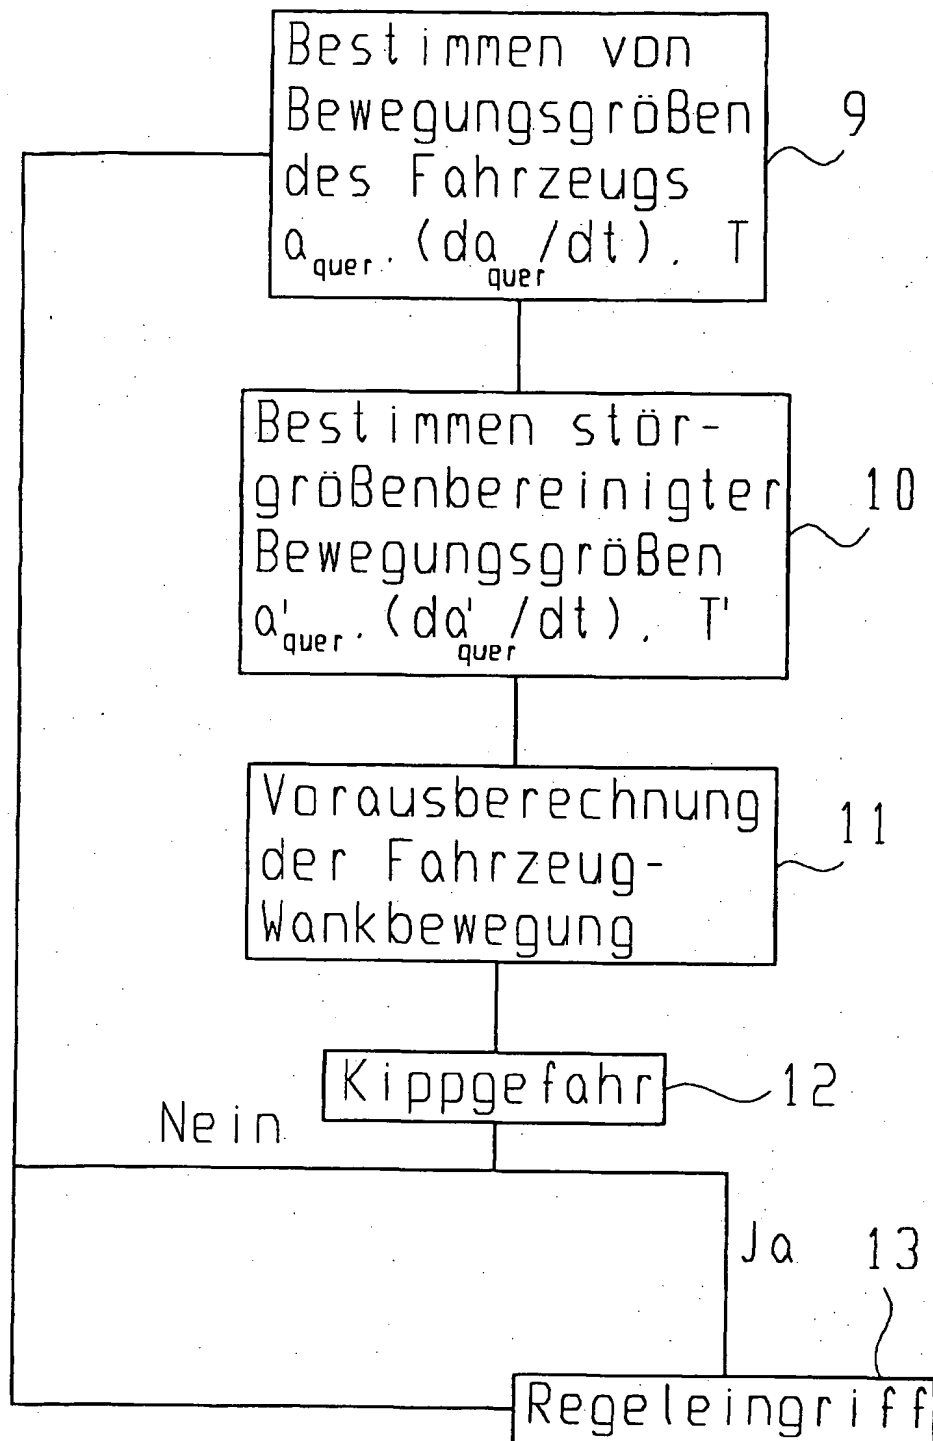 Bestimmen von
Bewegungsgrößen
des Fahrzeugs
a_quer. (da_quer/dt). T
9
Bestimmen stör-
größenbereinigter
Bewegungsgrößen
a'_quer. (da'_quer/dt). T'
10
Vorausberechnung
der Fahrzeug-
Wankbewegung
11
Kippgefahr
12
Nein
Ja
13
Regeleingriff